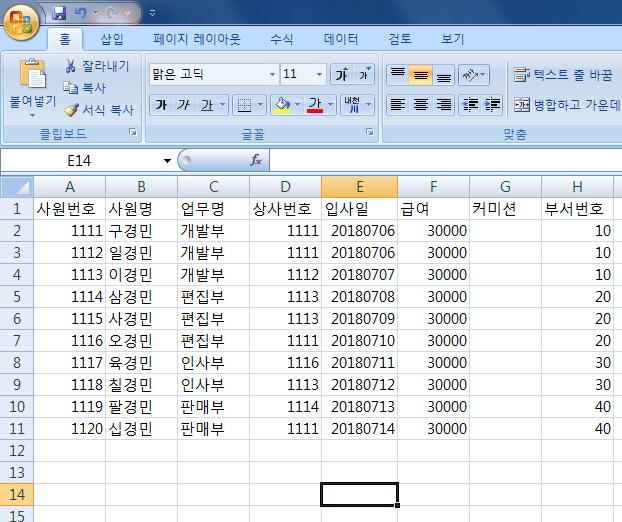 홈 삽입 페이지 레이아웃 수식 데이터 검토 보기
붙여넣기
잘라내기
복사
서식 복사
클립보드
맑은 고딕 11 가 가
가 가 가 가 내천 川
글꼴
텍스트 줄 바꿈
병합하고 가운데
맞춤
E14 fx
A B C D E F G H
1 사원번호 사원명 업무명 상사번호 입사일 급여 커미션 부서번호
2 1111 구경민 개발부 1111 20180706 30000 10
3 1112 일경민 개발부 1111 20180706 30000 10
4 1113 이경민 개발부 1112 20180707 30000 10
5 1114 삼경민 편집부 1113 20180708 30000 20
6 1115 사경민 편집부 1113 20180709 30000 20
7 1116 오경민 편집부 1111 20180710 30000 20
8 1117 육경민 인사부 1116 20180711 30000 30
9 1118 칠경민 인사부 1113 20180712 30000 30
10 1119 팔경민 판매부 1114 20180713 30000 40
11 1120 십경민 판매부 1111 20180714 30000 40
12
13
14
15